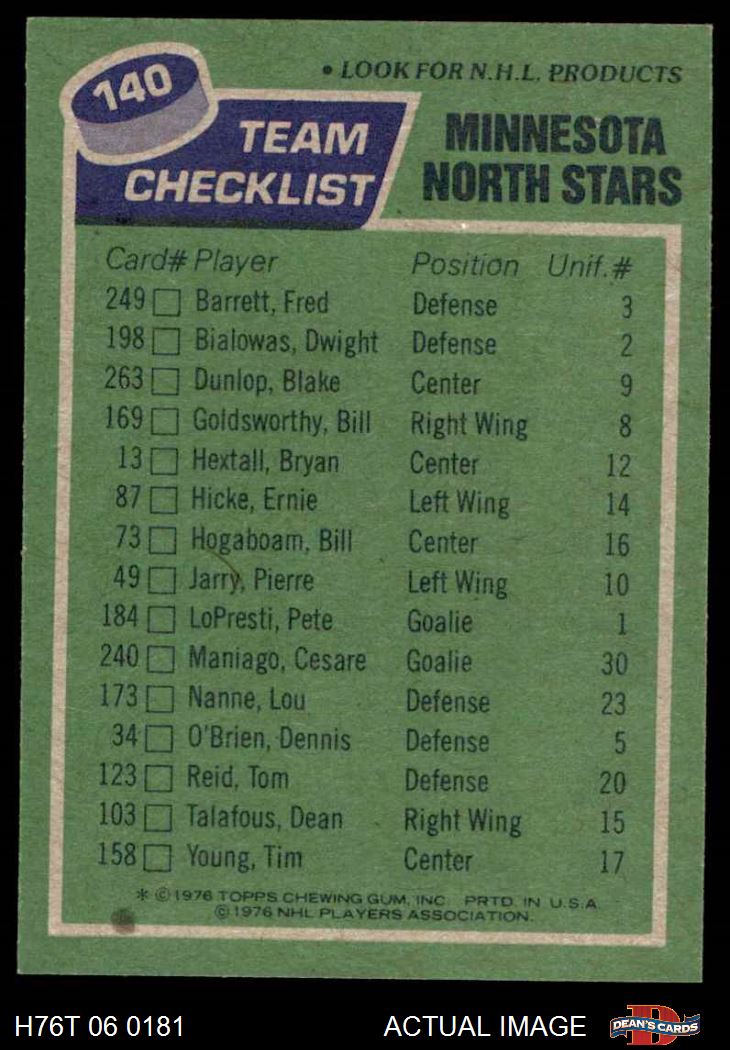 • LOOK FOR N.H.L. PRODUCTS
140
TEAM CHECKLIST
MINNESOTA NORTH STARS
Card# Player Position Unif.#
249 Barrett, Fred Defense 3
198 Bialowas, Dwight Defense 2
263 Dunlop, Blake Center 9
169 Goldsworthy, Bill Right Wing 8
13 Hextall, Bryan Center 12
87 Hicke, Ernie Left Wing 14
73 Hogaboam, Bill Center 16
49 Jarry, Pierre Left Wing 10
184 LoPresti, Pete Goalie 1
240 Maniago, Cesare Goalie 30
173 Nanne, Lou Defense 23
34 O'Brien, Dennis Defense 5
123 Reid, Tom Defense 20
103 Talafous, Dean Right Wing 15
158 Young, Tim Center 17
* © 1976 TOPPS CHEWING GUM, INC. PRTD. IN U.S.A.
© 1976 NHL PLAYERS ASSOCIATION.
H76T 06 0181 ACTUAL IMAGE DEAN'S CARDS